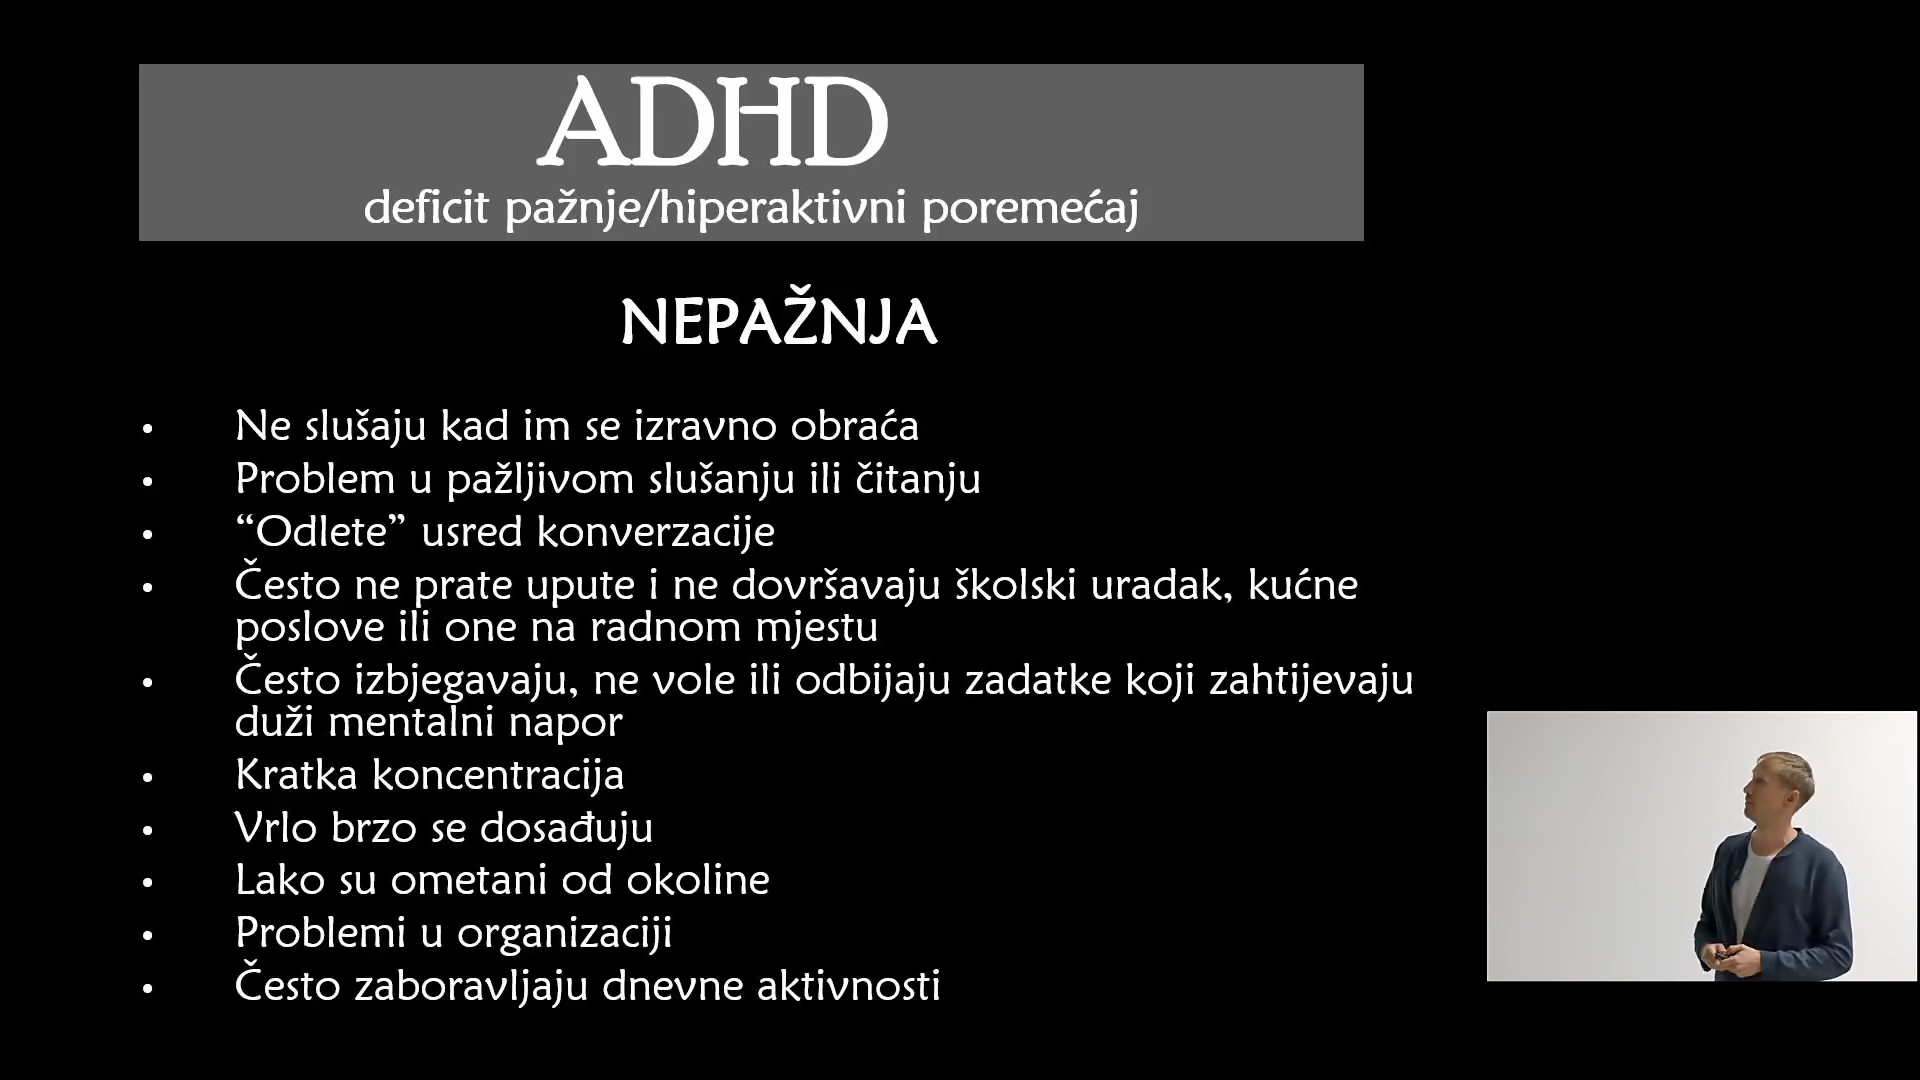 ADHD
deficit pažnje/hiperaktivni poremećaj
NEPAŽNJA
• Ne slušaju kad im se izravno obraća
• Problem u pažljivom slušanju ili čitanju
• “Odlete” usred konverzacije
• Često ne prate upute i ne dovršavaju školski uradak, kućne
poslove ili one na radnom mjestu
• Često izbjegavaju, ne vole ili odbijaju zadatke koji zahtijevaju
duži mentalni napor
• Kratka koncentracija
• Vrlo brzo se dosađuju
• Lako su ometani od okoline
• Problemi u organizaciji
• Često zaboravljaju dnevne aktivnosti